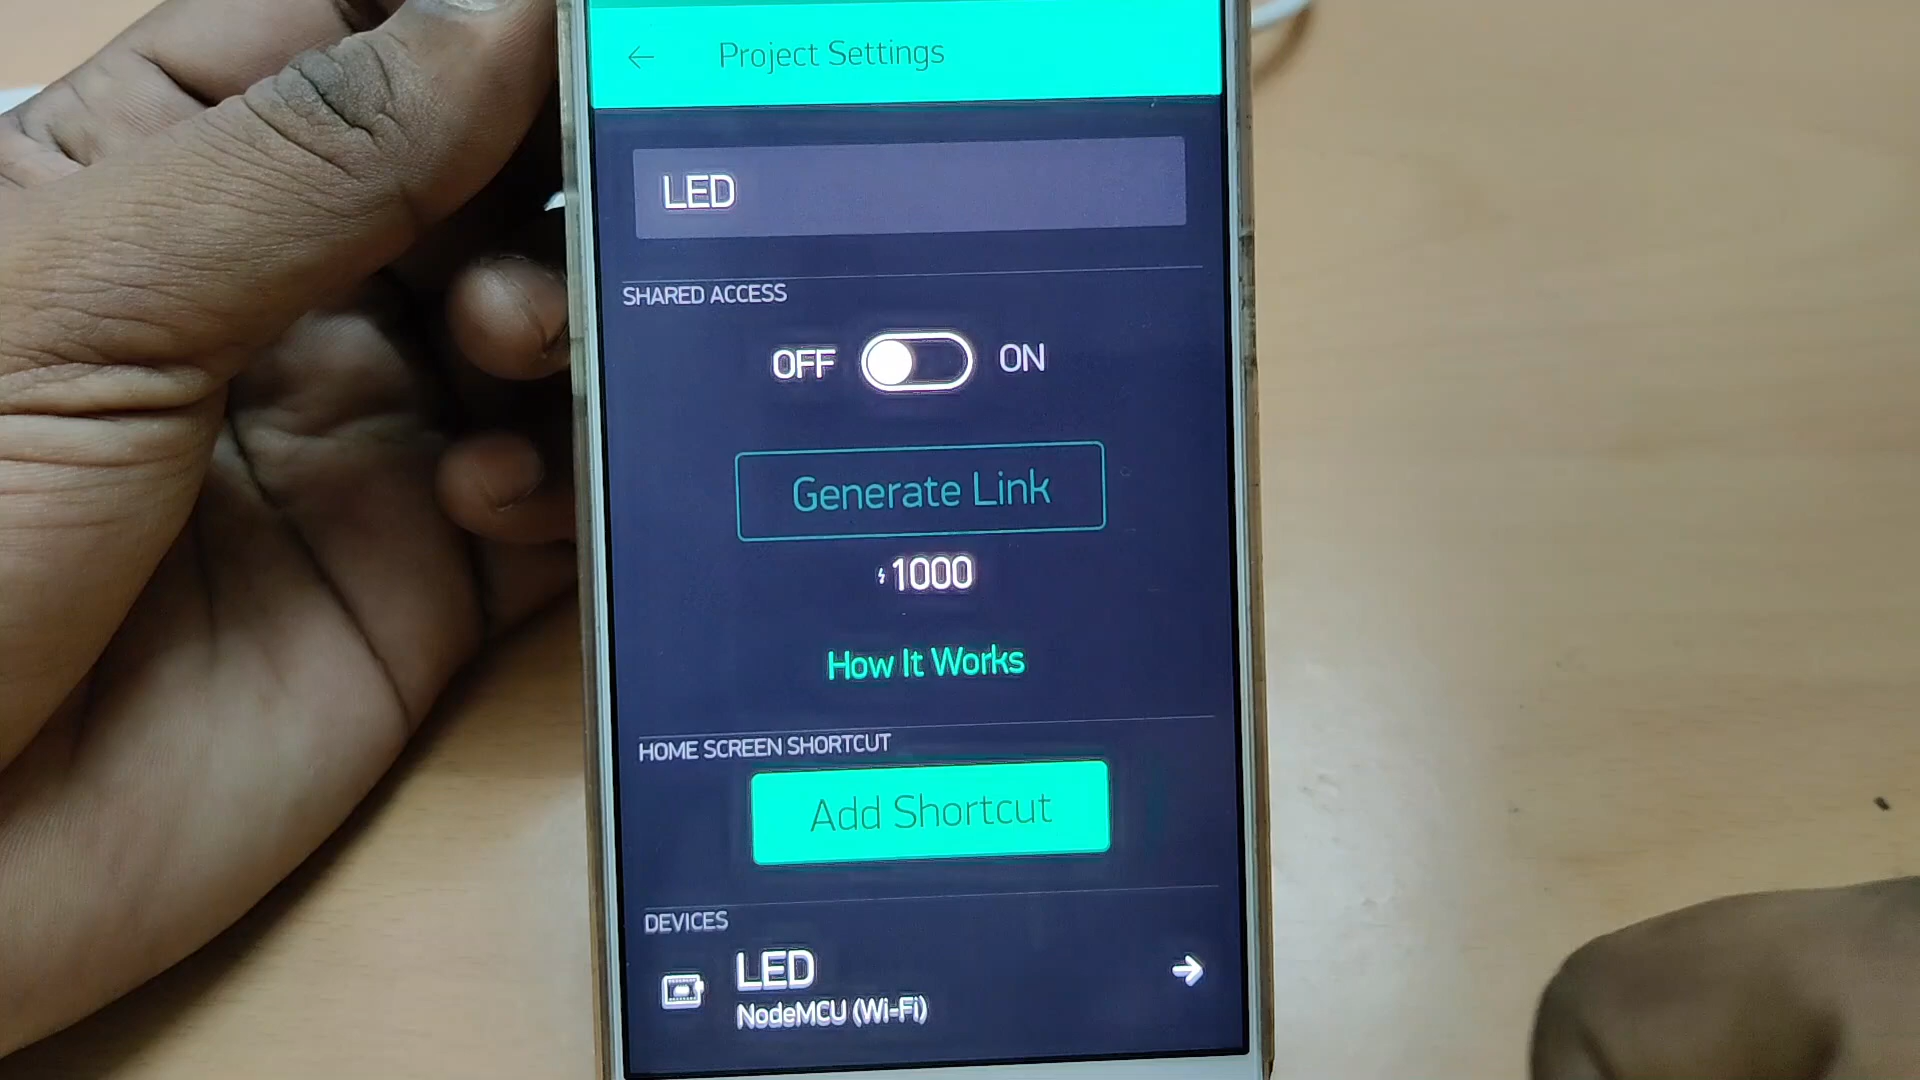 Project Settings
LED
SHARED ACCESS
OFF ON
Generate Link
1000
How It Works
HOME SCREEN SHORTCUT
Add Shortcut
DEVICES
LED
NodeMCU (Wi-Fi)